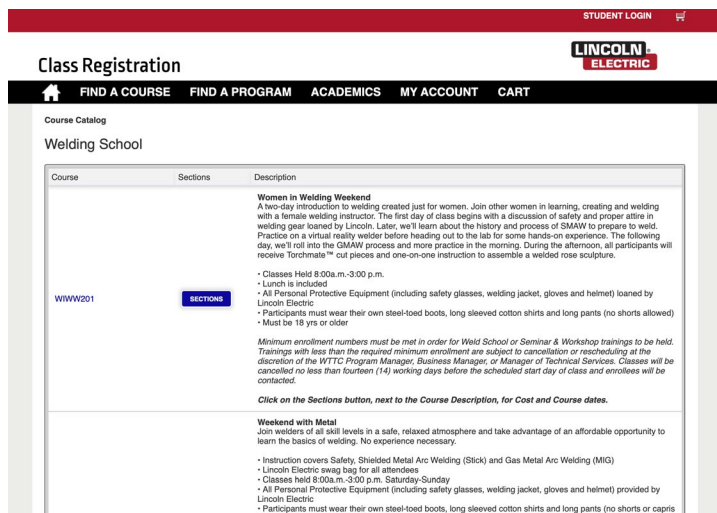 STUDENT LOGIN
Class Registration
LINCOLN ELECTRIC
FIND A COURSE FIND A PROGRAM ACADEMICS MY ACCOUNT CART
Course Catalog
Welding School
Course Sections Description
Women in Welding Weekend
A two-day introduction to welding created just for women. Join other women in learning, creating and welding
with a female welding instructor. The first day of class begins with a discussion of safety and proper attire in
welding gear loaned by Lincoln. Later, we'll learn about the history and process of SMAW to prepare to weld.
Practice on a virtual reality welder before heading out to the lab for some hands-on experience. The following
day, we'll roll into the GMAW process and more practice in the morning. During the afternoon, all participants will
receive Torchmate™ cut pieces and one-on-one instruction to assemble a welded rose sculpture.
• Classes Held 8:00a.m.-3:00 p.m.
• Lunch is included
• All Personal Protective Equipment (including safety glasses, welding jacket, gloves and helmet) loaned by
Lincoln Electric
• Participants must wear their own steel-toed boots, long sleeved cotton shirts and long pants (no shorts allowed)
• Must be 18 yrs or older
WIWW201 SECTIONS
Minimum enrollment numbers must be met in order for Weld School or Seminar & Workshop trainings to be held.
Trainings with less than the required minimum enrollment are subject to cancellation or rescheduling at the
discretion of the WTTC Program Manager, Business Manager, or Manager of Technical Services. Classes will be
cancelled no less than fourteen (14) working days before the scheduled start day of class and enrollees will be
contacted.
Click on the Sections button, next to the Course Description, for Cost and Course dates.
Weekend with Metal
Join welders of all skill levels in a safe, relaxed atmosphere and take advantage of an affordable opportunity to
learn the basics of welding. No experience necessary.
• Instruction covers Safety, Shielded Metal Arc Welding (Stick) and Gas Metal Arc Welding (MIG)
• Lincoln Electric swag bag for all attendees
• Classes held 8:00a.m.-3:00 p.m. Saturday-Sunday
• All Personal Protective Equipment (including safety glasses, welding jacket, gloves and helmet) provided by
Lincoln Electric
• Participants must wear their own steel-toed boots, long sleeved cotton shirts and long pants (no shorts or capris